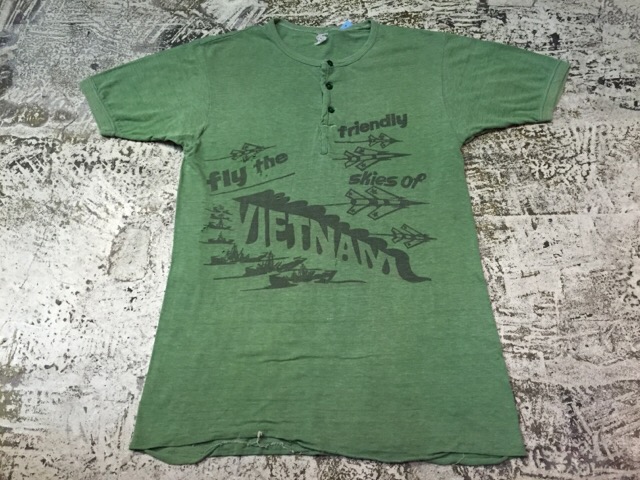 fly the friendly
skies of
VIETNAM